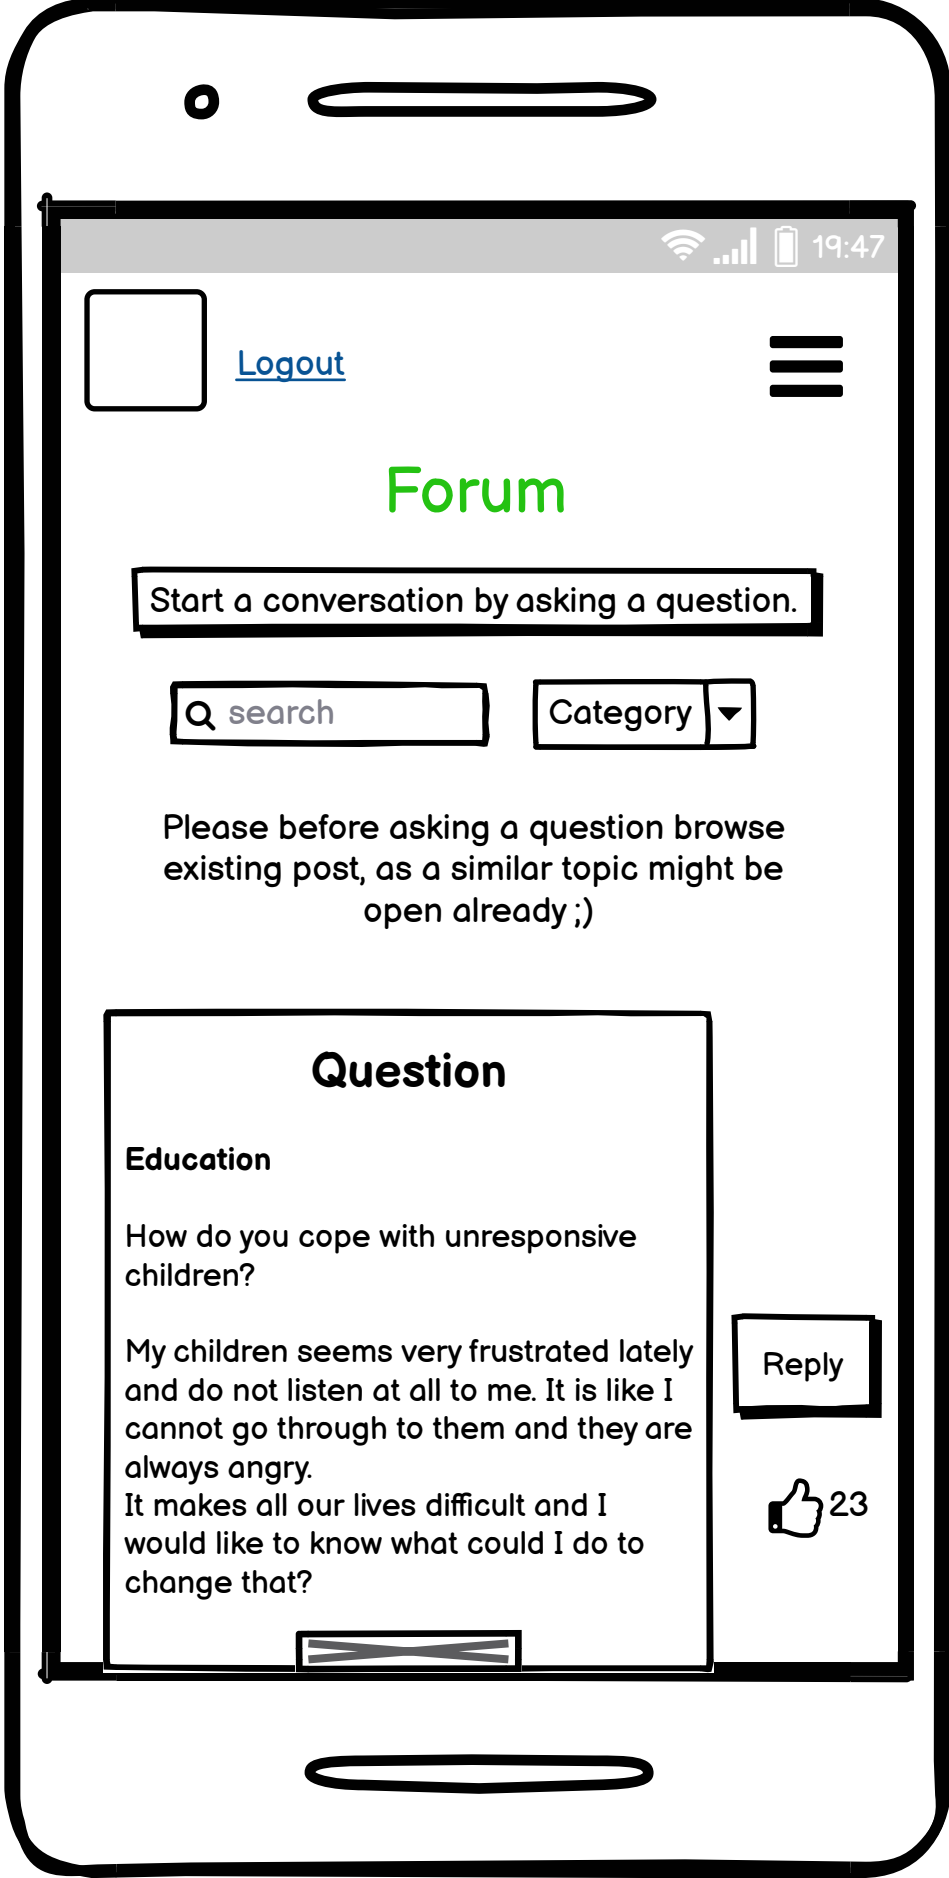 19:47
Logout
Forum
Start a conversation by asking a question.
search
Category
Please before asking a question browse
existing post, as a similar topic might be
open already ;)
Question
Education
How do you cope with unresponsive
children?
My children seems very frustrated lately
and do not listen at all to me. It is like I
cannot go through to them and they are
always angry.
It makes all our lives difficult and I
would like to know what could I do to
change that?
Reply
23